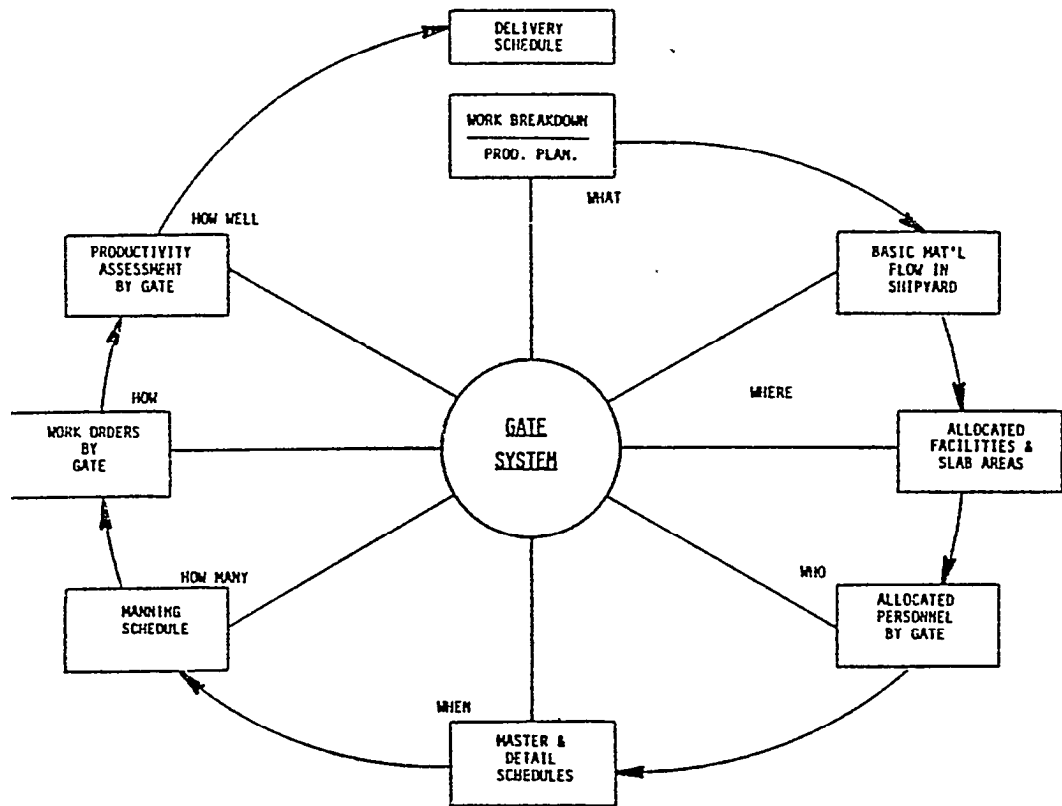 DELIVERY
SCHEDULE
WORK BREAKDOWN
PROD. PLAN.
WHAT
HOW WELL
PRODUCTIVITY
ASSESSMENT
BY GATE
BASIC MAT'L
FLOW IN
SHIPYARD
HOW
WHERE
WORK ORDERS
BY
GATE
GATE
SYSTEM
ALLOCATED
FACILITIES &
SLAB AREAS
HOW MANY
WHO
MANNING
SCHEDULE
ALLOCATED
PERSONNEL
BY GATE
WHEN
MASTER &
DETAIL
SCHEDULES